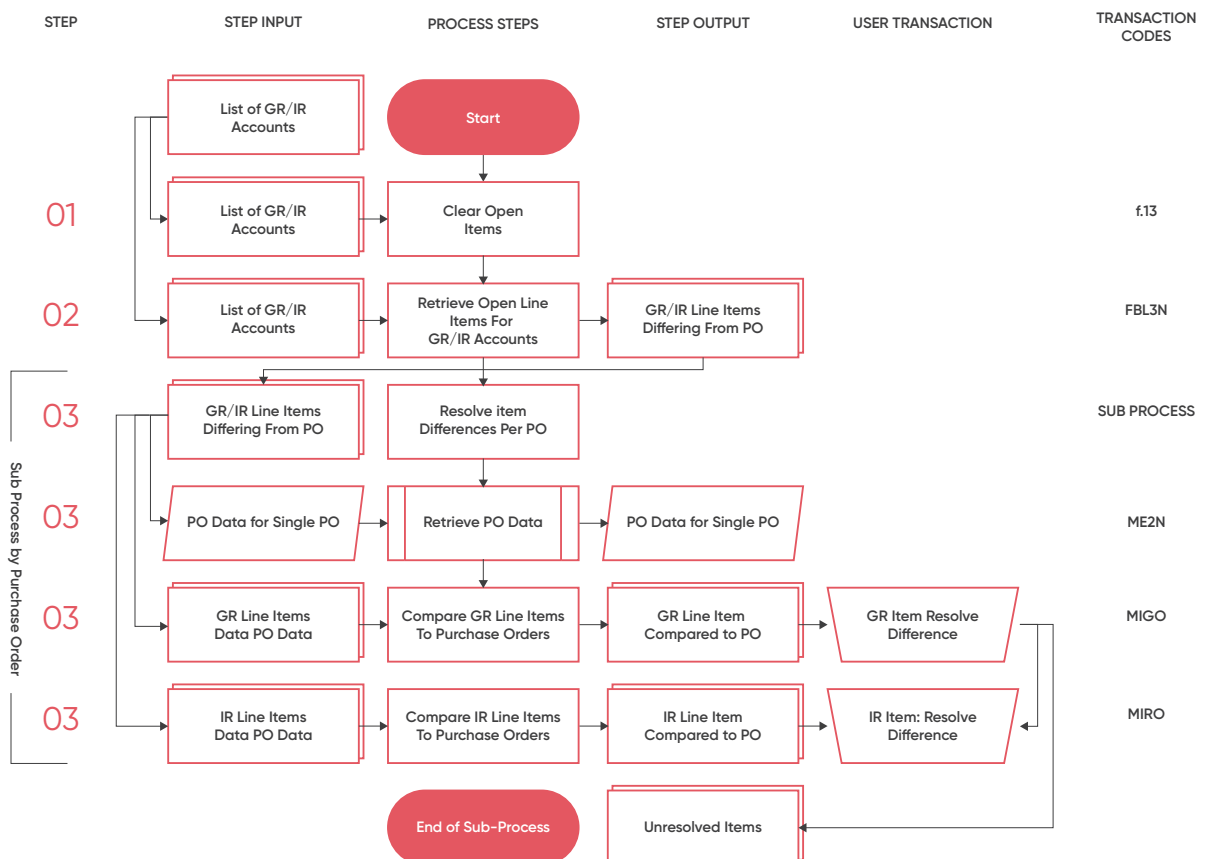 STEP
STEP INPUT
PROCESS STEPS
STEP OUTPUT
USER TRANSACTION
TRANSACTION
CODES
List of GR/IR
Accounts
Start
01
List of GR/IR
Accounts
Clear Open
Items
f.13
02
List of GR/IR
Accounts
Retrieve Open Line
Items For
GR/IR Accounts
GR/IR Line Items
Differing From PO
FBL3N
Sub Process by Purchase Order
03
GR/IR Line Items
Differing From PO
Resolve item
Differences Per PO
SUB PROCESS
03
PO Data for Single PO
Retrieve PO Data
PO Data for Single PO
ME2N
03
GR Line Items
Data PO Data
Compare GR Line Items
To Purchase Orders
GR Line Item
Compared to PO
GR Item Resolve
Difference
MIGO
03
IR Line Items
Data PO Data
Compare IR Line Items
To Purchase Orders
IR Line Item
Compared to PO
IR Item: Resolve
Difference
MIRO
End of Sub-Process
Unresolved Items